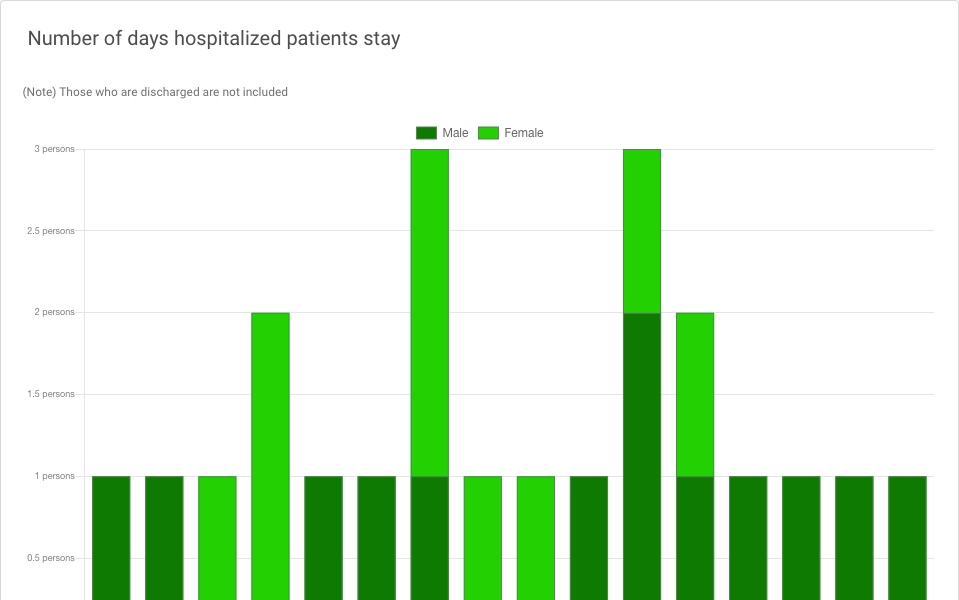 Number of days hospitalized patients stay
(Note) Those who are discharged are not included
Male Female
3 persons
2.5 persons
2 persons
1.5 persons
1 persons
0.5 persons